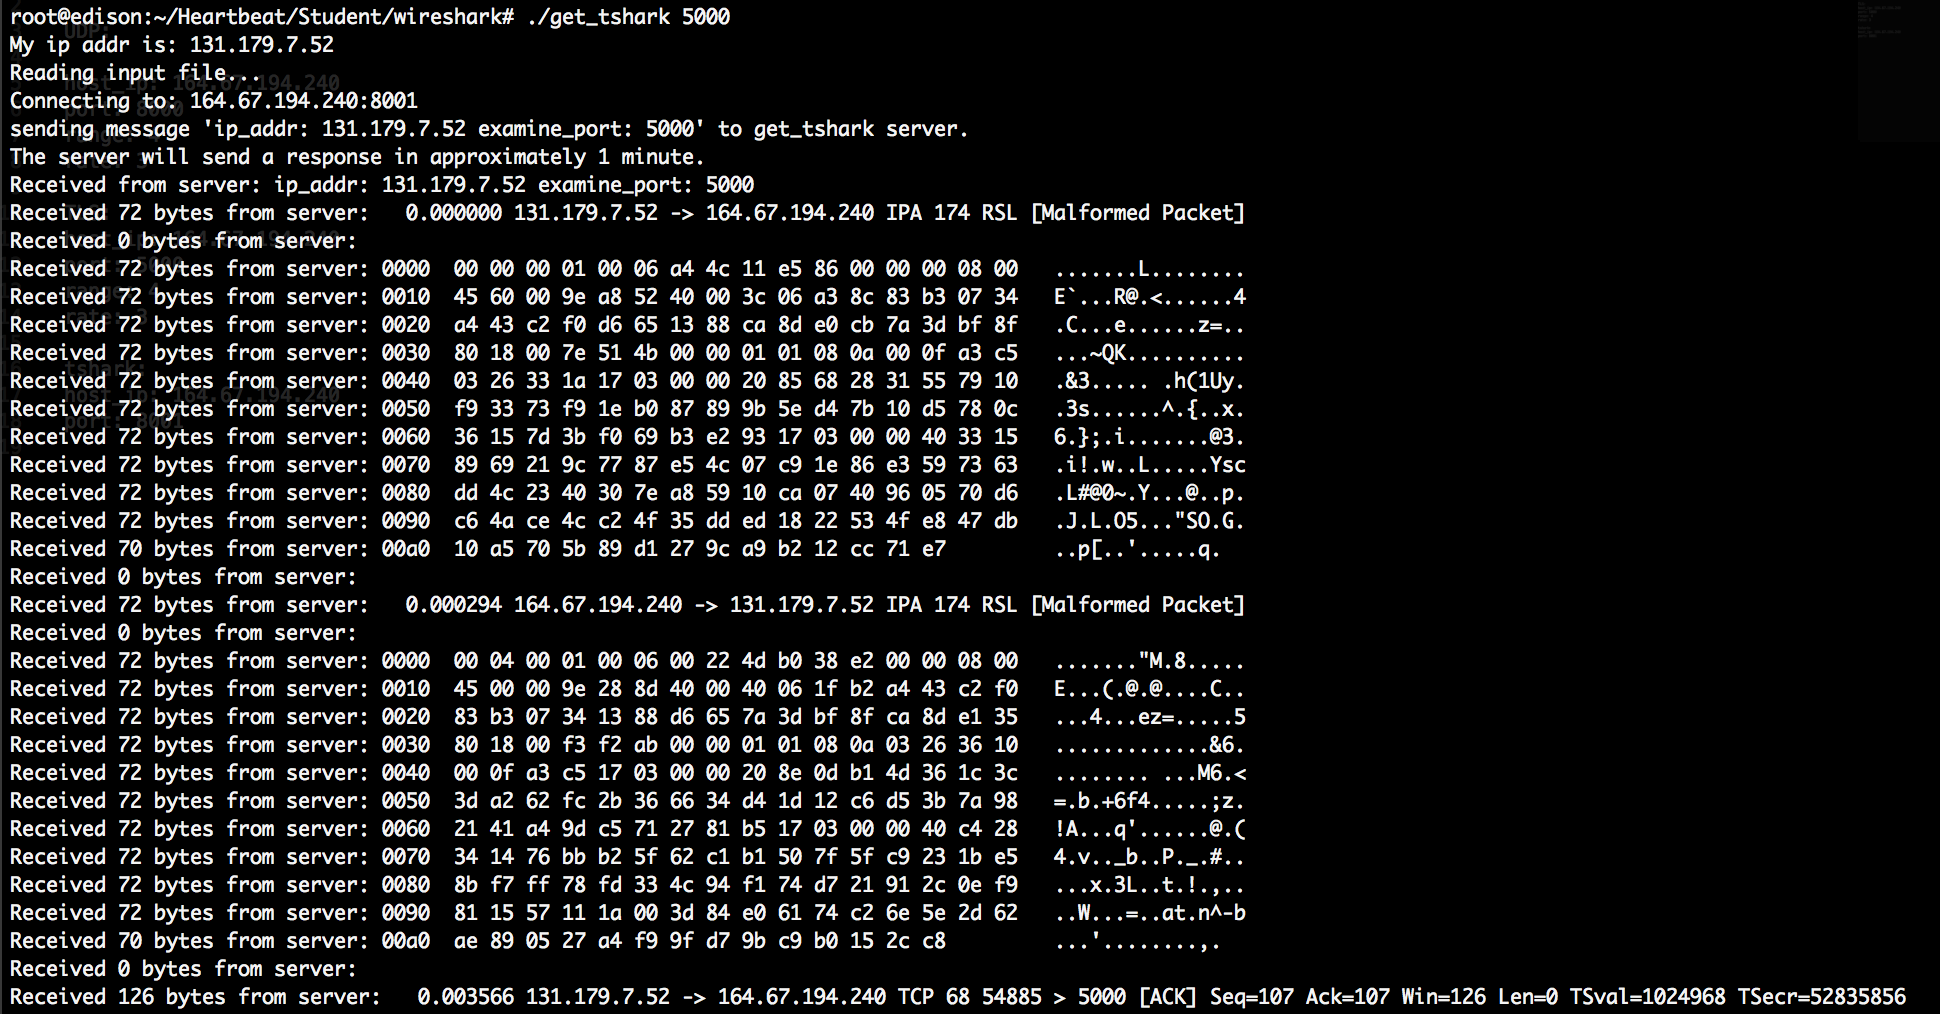 root@edison:~/Heartbeat/Student/wireshark# ./get_tshark 5000
My ip addr is: 131.179.7.52
Reading input file...
Connecting to: 164.67.194.240:8001
sending message 'ip_addr: 131.179.7.52 examine_port: 5000' to get_tshark server.
The server will send a response in approximately 1 minute.
Received from server: ip_addr: 131.179.7.52 examine_port: 5000
Received 72 bytes from server:   0.000000 131.179.7.52 -> 164.67.194.240 IPA 174 RSL [Malformed Packet]
Received 0 bytes from server:
Received 72 bytes from server: 0000  00 00 00 01 00 06 a4 4c 11 e5 86 00 00 00 08 00   .......L........
Received 72 bytes from server: 0010  45 60 00 9e a8 52 40 00 3c 06 a3 8c 83 b3 07 34   E`...R@.<......4
Received 72 bytes from server: 0020  a4 43 c2 f0 d6 65 13 88 ca 8d e0 cb 7a 3d bf 8f   .C...e......z=..
Received 72 bytes from server: 0030  80 18 00 7e 51 4b 00 00 01 01 08 0a 00 0f a3 c5   ...~QK..........
Received 72 bytes from server: 0040  03 26 33 1a 17 03 00 00 20 85 68 28 31 55 79 10   .&3..... .h(1Uy.
Received 72 bytes from server: 0050  f9 33 73 f9 1e b0 87 89 9b 5e d4 7b 10 d5 78 0c   .3s......^.{..x.
Received 72 bytes from server: 0060  36 15 7d 3b f0 69 b3 e2 93 17 03 00 00 40 33 15   6.};.i.......@3.
Received 72 bytes from server: 0070  89 69 21 9c 77 87 e5 4c 07 c9 1e 86 e3 59 73 63   .i!.w..L.....Ysc
Received 72 bytes from server: 0080  dd 4c 23 40 30 7e a8 59 10 ca 07 40 96 05 70 d6   .L#@0~.Y...@..p.
Received 72 bytes from server: 0090  c6 4a ce 4c c2 4f 35 dd ed 18 22 53 4f e8 47 db   .J.L.O5..."SO.G.
Received 70 bytes from server: 00a0  10 a5 70 5b 89 d1 27 9c a9 b2 12 cc 71 e7         ..p[..'.....q.
Received 0 bytes from server:
Received 72 bytes from server:   0.000294 164.67.194.240 -> 131.179.7.52 IPA 174 RSL [Malformed Packet]
Received 0 bytes from server:
Received 72 bytes from server: 0000  00 04 00 01 00 06 00 22 4d b0 38 e2 00 00 08 00   ......."M.8.....
Received 72 bytes from server: 0010  45 00 00 9e 28 8d 40 00 40 06 1f b2 a4 43 c2 f0   E...(.@.@....C..
Received 72 bytes from server: 0020  83 b3 07 34 13 88 d6 65 7a 3d bf 8f ca 8d e1 35   ...4...ez=.....5
Received 72 bytes from server: 0030  80 18 00 f3 f2 ab 00 00 01 01 08 0a 03 26 36 10   .............&6.
Received 72 bytes from server: 0040  00 0f a3 c5 17 03 00 00 20 8e 0d b1 4d 36 1c 3c   ........ ...M6.<
Received 72 bytes from server: 0050  3d a2 62 fc 2b 36 66 34 d4 1d 12 c6 d5 3b 7a 98   =.b.+6f4.....;z.
Received 72 bytes from server: 0060  21 41 a4 9d c5 71 27 81 b5 17 03 00 00 40 c4 28   !A...q'......@.(
Received 72 bytes from server: 0070  34 14 76 bb b2 5f 62 c1 b1 50 7f 5f c9 23 1b e5   4.v.._b..P._.#..
Received 72 bytes from server: 0080  8b f7 ff 78 fd 33 4c 94 f1 74 d7 21 91 2c 0e f9   ...x.3L..t.!.,..
Received 72 bytes from server: 0090  81 15 57 11 1a 00 3d 84 e0 61 74 c2 6e 5e 2d 62   ..W...=..at.n^-b
Received 70 bytes from server: 00a0  ae 89 05 27 a4 f9 9f d7 9b c9 b0 15 2c c8         ...'........,.
Received 0 bytes from server:
Received 126 bytes from server:   0.003566 131.179.7.52 -> 164.67.194.240 TCP 68 54885 > 5000 [ACK] Seq=107 Ack=107 Win=126 Len=0 TSval=1024968 TSecr=52835856